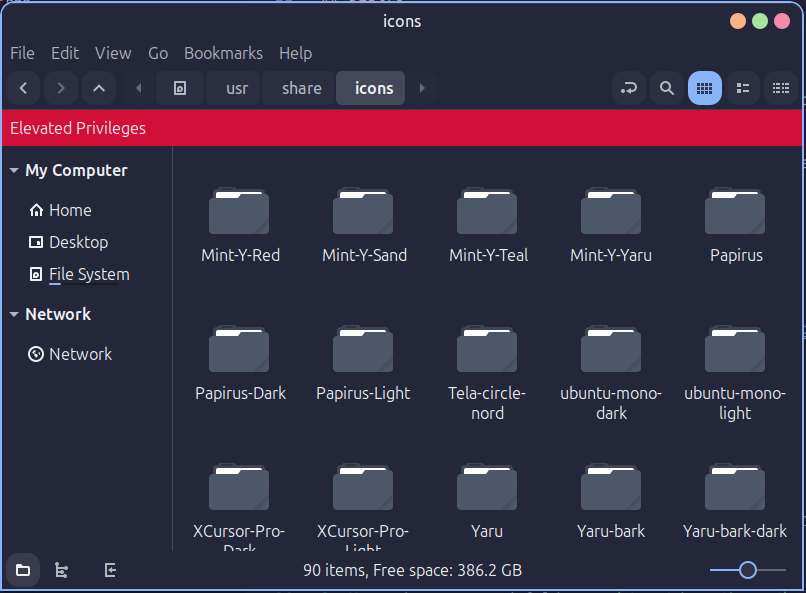 icons
File Edit View Go Bookmarks Help
usr share icons
Elevated Privileges
My Computer
Home
Desktop
File System
Network
Network
Mint-Y-Red Mint-Y-Sand Mint-Y-Teal Mint-Y-Yaru Papirus
Papirus-Dark Papirus-Light Tela-circle- ubuntu-mono- ubuntu-mono-
nord dark light
XCursor-Pro- XCursor-Pro- Yaru Yaru-bark Yaru-bark-dark
Dark Light
90 items, Free space: 386.2 GB